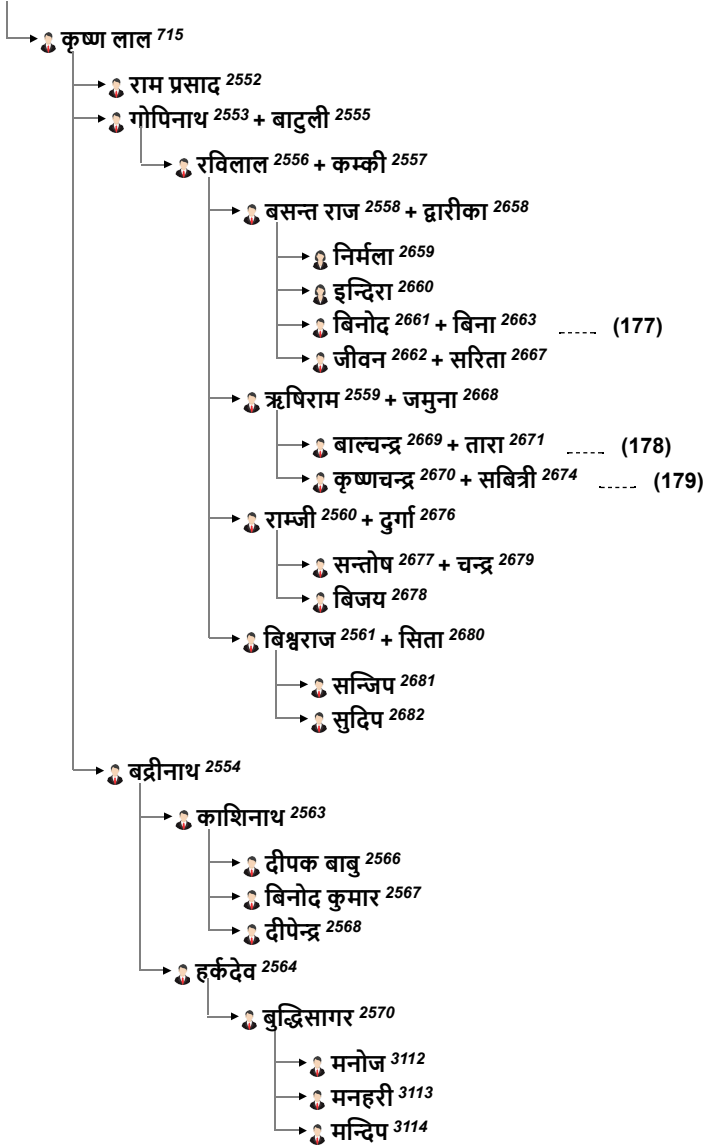 कृष्ण लाल 715
राम प्रसाद 2552
गोपिनाथ 2553 + बाटुली 2555
रविलाल 2556 + कम्की 2557
बसन्त राज 2558 + द्वारीका 2658
निर्मला 2659
इन्दिरा 2660
बिनोद 2661 + बिना 2663 ..... (177)
जीवन 2662 + सरिता 2667
ऋषिराम 2559 + जमुना 2668
बाल्चन्द्र 2669 + तारा 2671 ..... (178)
कृष्णचन्द्र 2670 + सबित्री 2674 ..... (179)
राम्जी 2560 + दुर्गा 2676
सन्तोष 2677 + चन्द्र 2679
बिजय 2678
बिश्वराज 2561 + सिता 2680
सन्जिप 2681
सुदिप 2682
बद्रीनाथ 2554
काशिनाथ 2563
दीपक बाबु 2566
बिनोद कुमार 2567
दीपेन्द्र 2568
हर्कदेव 2564
बुद्धिसागर 2570
मनोज 3112
मनहरी 3113
मन्दिप 3114